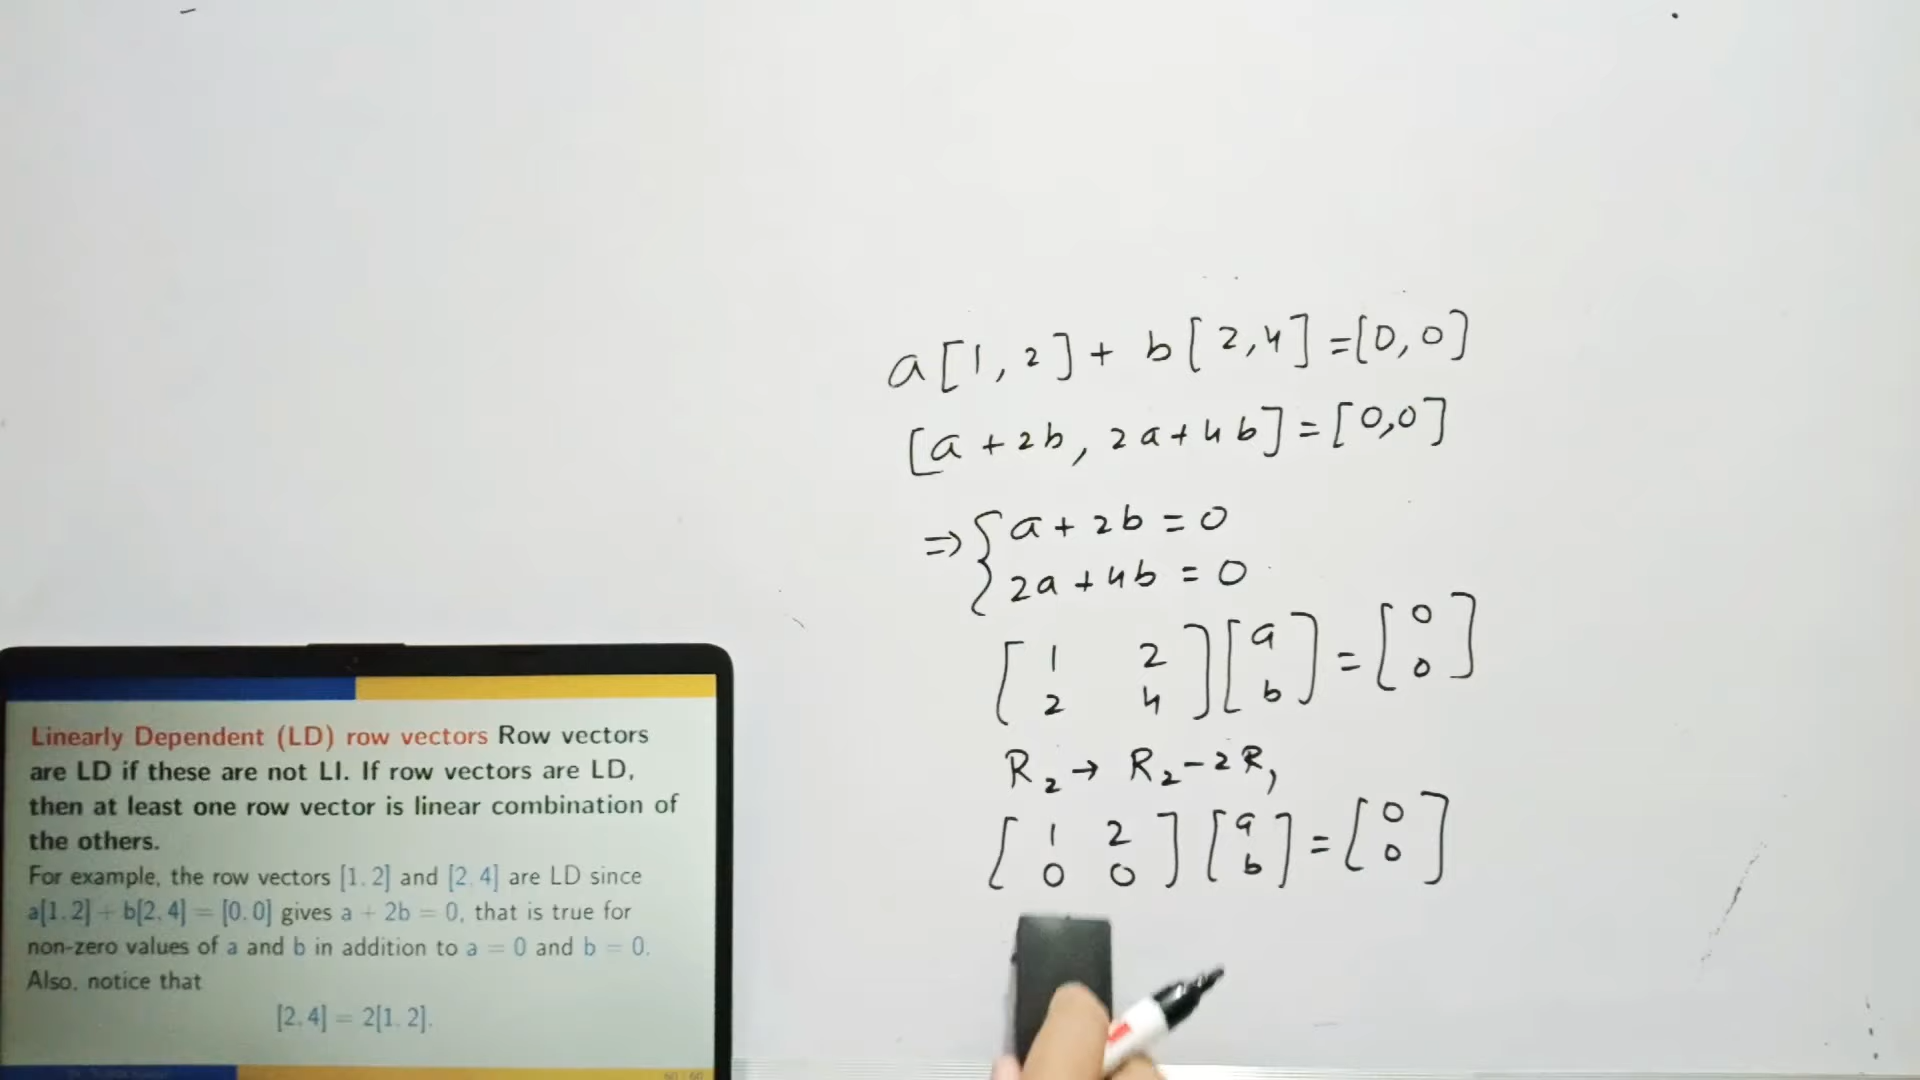 a[1, 2] + b[2,4] = [0, 0]
[a + 2b, 2a + 4b] = [0,0]
⇒ { a + 2b = 0
2a + 4b = 0
[ 1 2 ] [ a ] = [ 0 ]
[ 2 4 ] [ b ] [ 0 ]
R₂ → R₂ - 2R₁
[ 1 2 ] [ a ] = [ 0 ]
[ 0 0 ] [ b ] [ 0 ]
Linearly Dependent (LD) row vectors Row vectors
are LD if these are not LI. If row vectors are LD,
then at least one row vector is linear combination of
the others.
For example, the row vectors [1, 2] and [2, 4] are LD since
a[1, 2] + b[2, 4] = [0, 0] gives a + 2b = 0, that is true for
non-zero values of a and b in addition to a = 0 and b = 0.
Also, notice that
[2, 4] = 2[1, 2].